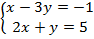 x − 3y = −1
2x + y = 5